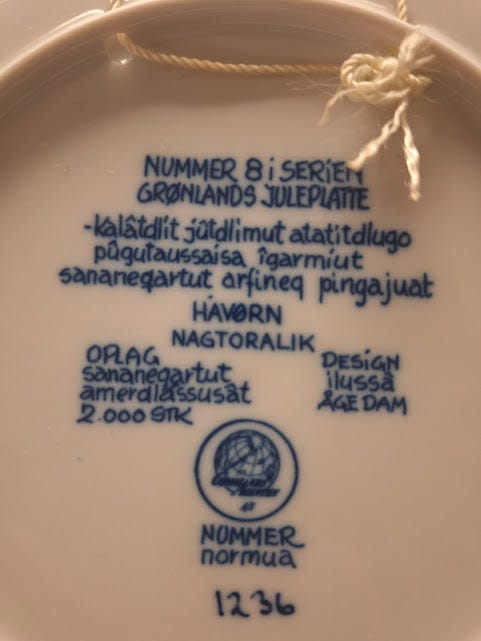 NUMMER 8 i SERIEN
GRØNLANDS JULEPLATTE
-kalâtdlit jûtdlimut atatitdlugo
pûgutaussaisa îgarmiut
sananeqartut arfineq pingajuat
HAVØRN
NAGTORALIK
OPLAG
sananeqartut
amerdlássusât
2.000 STK
DESIGN
ilussâ
ÅGE DAM
NUMMER
normua
1236